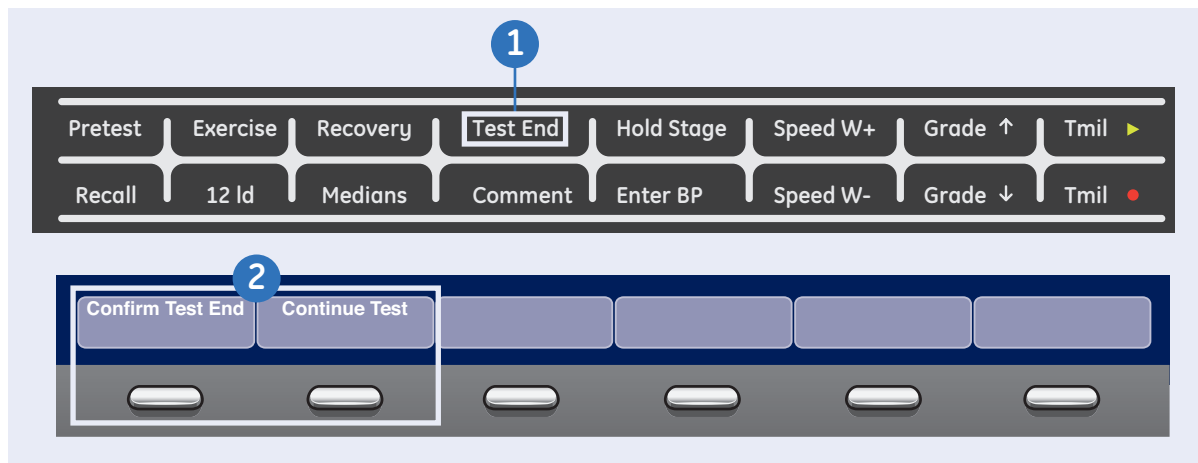 1
Pretest Exercise Recovery Test End Hold Stage Speed W+ Grade ↑ Tmil ►
Recall 12 ld Medians Comment Enter BP Speed W- Grade ↓ Tmil ●
2
Confirm Test End Continue Test